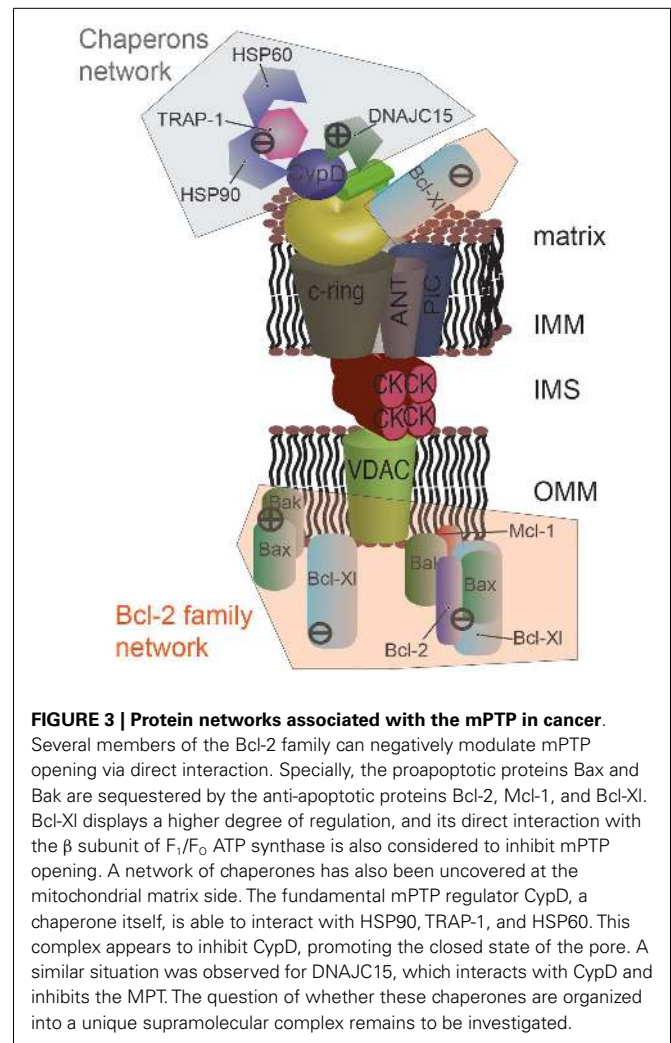 Chaperons
network
HSP60
TRAP-1
DNAJC15
CypD
HSP90
Bcl-Xl
matrix
c-ring
ANT
PiC
IMM
CK CK
CK CK
IMS
VDAC
OMM
Bak
Bax
Bcl-Xl
Bak
Mcl-1
Bax
Bcl-2
Bcl-Xl
Bcl-2 family
network
FIGURE 3 | Protein networks associated with the mPTP in cancer.
Several members of the Bcl-2 family can negatively modulate mPTP
opening via direct interaction. Specially, the proapoptotic proteins Bax and
Bak are sequestered by the anti-apoptotic proteins Bcl-2, Mcl-1, and Bcl-Xl.
Bcl-Xl displays a higher degree of regulation, and its direct interaction with
the β subunit of F₁/F₀ ATP synthase is also considered to inhibit mPTP
opening. A network of chaperones has also been uncovered at the
mitochondrial matrix side. The fundamental mPTP regulator CypD, a
chaperone itself, is able to interact with HSP90, TRAP-1, and HSP60. This
complex appears to inhibit CypD, promoting the closed state of the pore. A
similar situation was observed for DNAJC15, which interacts with CypD and
inhibits the MPT. The question of whether these chaperones are organized
into a unique supramolecular complex remains to be investigated.